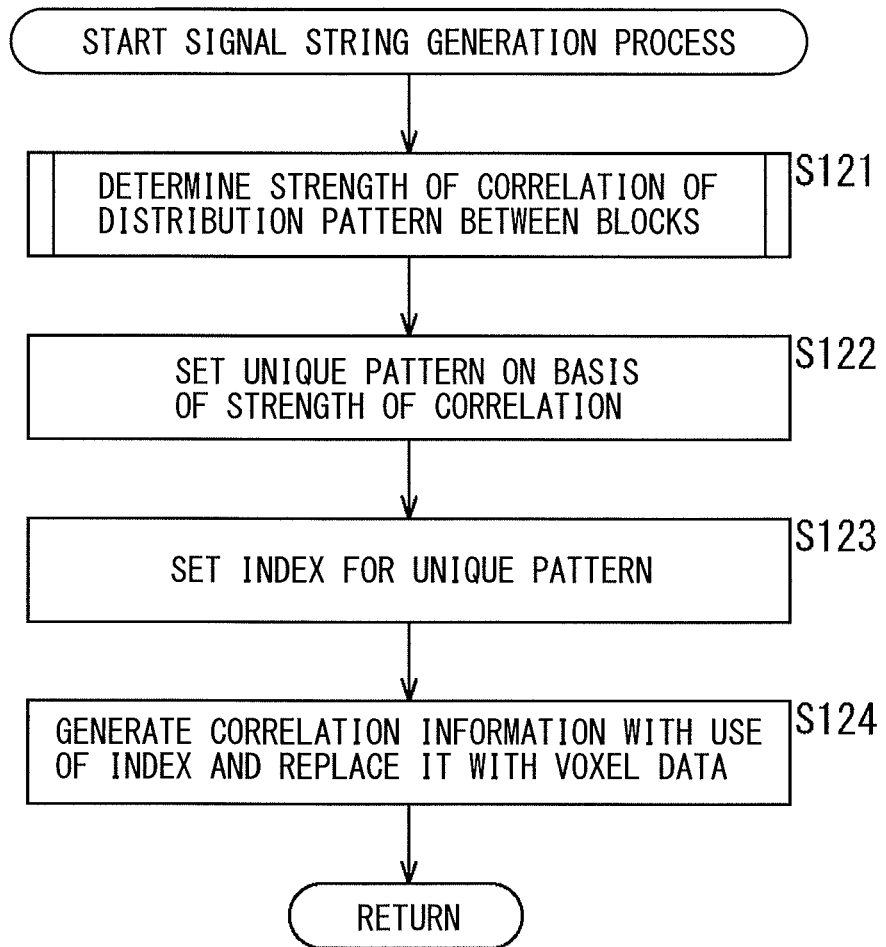 START SIGNAL STRING GENERATION PROCESS
S121
DETERMINE STRENGTH OF CORRELATION OF
DISTRIBUTION PATTERN BETWEEN BLOCKS
S122
SET UNIQUE PATTERN ON BASIS
OF STRENGTH OF CORRELATION
S123
SET INDEX FOR UNIQUE PATTERN
S124
GENERATE CORRELATION INFORMATION WITH USE
OF INDEX AND REPLACE IT WITH VOXEL DATA
RETURN